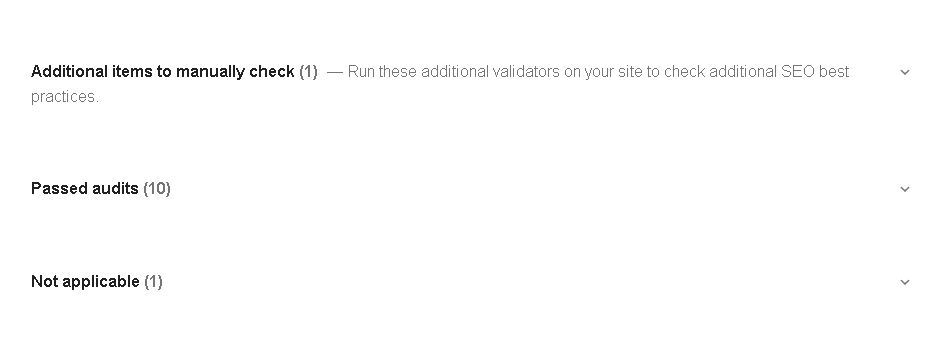 Additional items to manually check (1) — Run these additional validators on your site to check additional SEO best
practices.
Passed audits (10)
Not applicable (1)